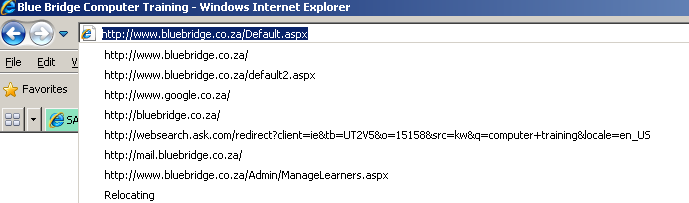 Blue Bridge Computer Training - Windows Internet Explorer
http://www.bluebridge.co.za/Default.aspx
http://www.bluebridge.co.za/
File Edit
http://www.bluebridge.co.za/default2.aspx
Favorites
http://www.google.co.za/
http://bluebridge.co.za/
SA
http://websearch.ask.com/redirect?client=ie&tb=UT2V5&o=15158&src=kw&q=computer+training&locale=en_US
http://mail.bluebridge.co.za/
http://www.bluebridge.co.za/Admin/ManageLearners.aspx
Relocating